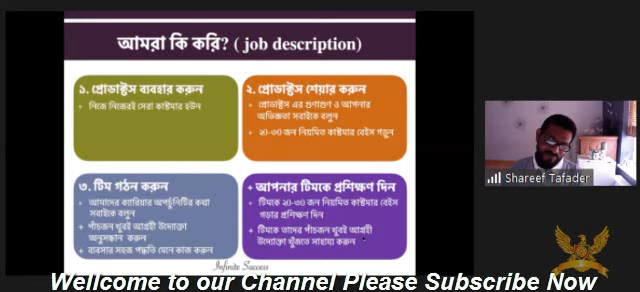 আমরা কি করি? ( job description)
১. প্রোডাক্টস ব্যবহার করুন
• নিজে নিজেরই সেরা কাষ্টমার হউন
২. প্রোডাক্টস শেয়ার করুন
• প্রোডাক্টস এর গুণাগুণ ও আপনার
অভিজ্ঞতা সবাইকে বলুন
• ২০-৩০ জন নিয়মিত কাষ্টমার বেইস গড়ুন
৩. টিম গঠন করুন
• আমাদের ক্যারিয়ার অপর্চুনিটির কথা
সবাইকে বলুন
• পাঁচজন খুবই আগ্রহী উদ্যোক্তা
অনুসন্ধান করুন
• ব্যবসার সহজ পদ্ধতি মেনে কাজ করুন
+ আপনার টিমকে প্রশিক্ষণ দিন
• টিমকে ২০-৩০ জন নিয়মিত কাষ্টমার বেইস
গড়ার প্রশিক্ষণ দিন
• টিমকে তাদের পাঁচজন খুবই আগ্রহী
উদ্যোক্তা খুঁজতে সাহায্য করুন
Infinite Success
Shareef Tafader
Wellcome to our Channel Please Subscribe Now